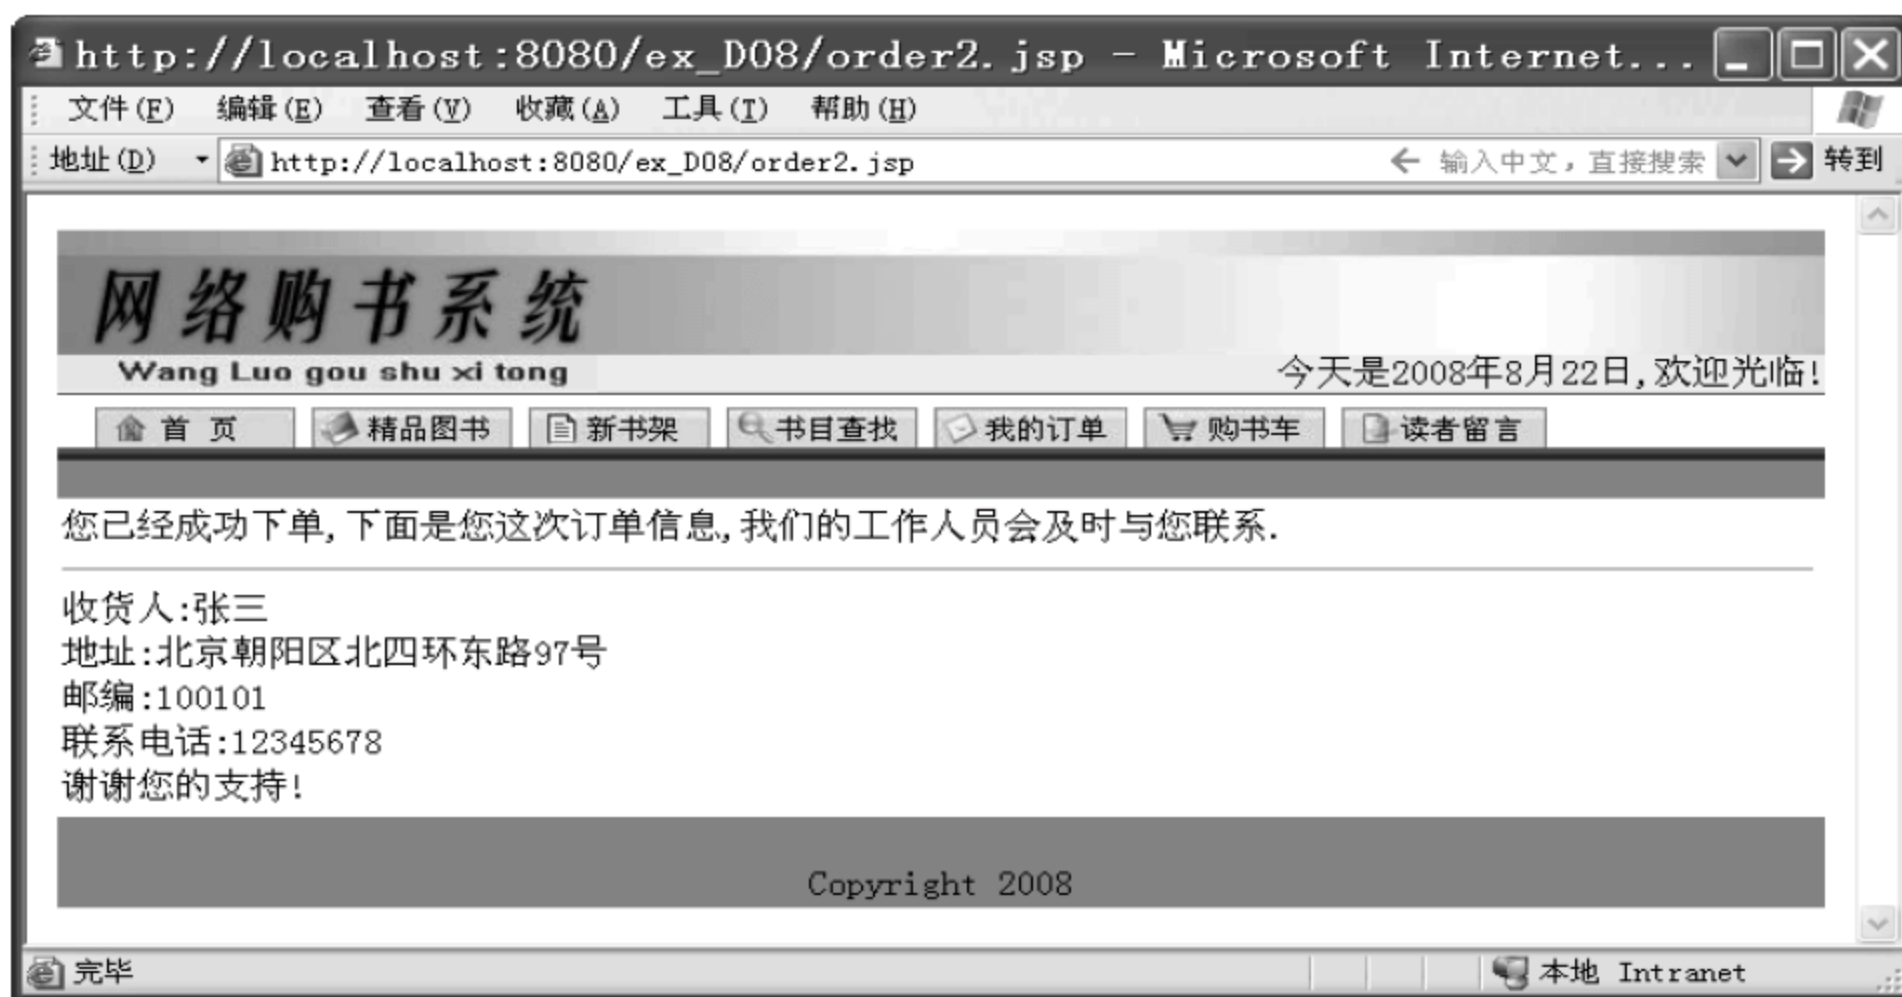 http://localhost:8080/ex_D08/order2.jsp - Microsoft Internet...
文件(F) 编辑(E) 查看(V) 收藏(A) 工具(T) 帮助(H)
地址(D) http://localhost:8080/ex_D08/order2.jsp 输入中文，直接搜索 转到
网络购书系统
Wang Luo gou shu xi tong
今天是2008年8月22日,欢迎光临!
首 页 精品图书 新书架 书目查找 我的订单 购书车 读者留言
您已经成功下单,下面是您这次订单信息,我们的工作人员会及时与您联系.
收货人:张三
地址:北京朝阳区北四环东路97号
邮编:100101
联系电话:12345678
谢谢您的支持!
Copyright 2008
完毕 本地 Intranet